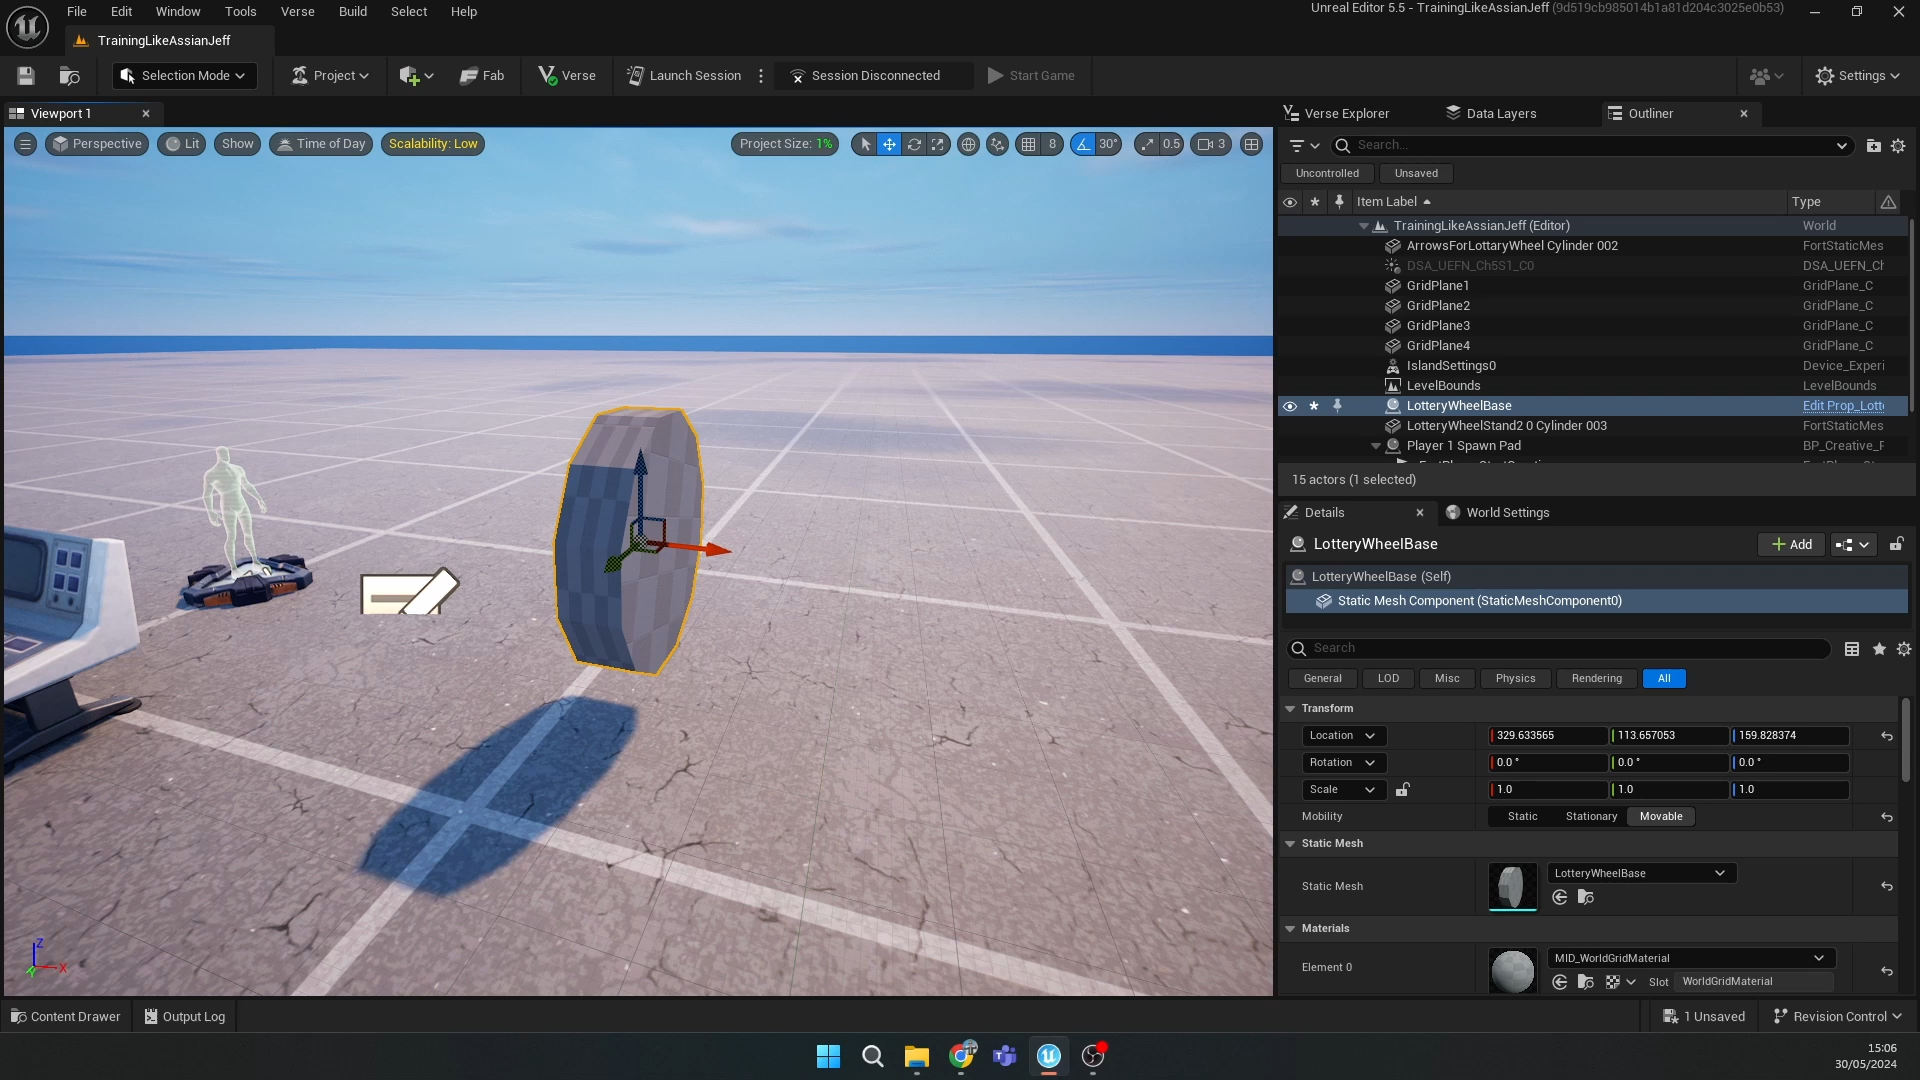 File Edit Window Tools Verse Build Select Help
Unreal Editor 5.5 - TrainingLikeAssianJeff (9d519cb985014b1a81d204c3025e0b53)
TrainingLikeAssianJeff
Selection Mode Project Fab Verse Launch Session Session Disconnected Start Game Settings
Viewport 1
Perspective Lit Show Time of Day Scalability: Low Project Size: 1% 8 30° 0.5 3
Verse Explorer Data Layers Outliner
Search...
Uncontrolled Unsaved
Item Label Type
TrainingLikeAssianJeff (Editor) World
ArrowsForLottaryWheel Cylinder 002 FortStaticMes
DSA_UEFN_Ch5S1_C0 DSA_UEFN_Ch
GridPlane1 GridPlane_C
GridPlane2 GridPlane_C
GridPlane3 GridPlane_C
GridPlane4 GridPlane_C
IslandSettings0 Device_Experi
LevelBounds LevelBounds
LotteryWheelBase Edit Prop_Lott
LotteryWheelStand2 0 Cylinder 003 FortStaticMes
Player 1 Spawn Pad BP_Creative_P
15 actors (1 selected)
Details World Settings
LotteryWheelBase Add
LotteryWheelBase (Self)
Static Mesh Component (StaticMeshComponent0)
Search
General LOD Misc Physics Rendering All
Transform
Location 329.633565 113.657053 159.828374
Rotation 0.0 ° 0.0 ° 0.0 °
Scale 1.0 1.0 1.0
Mobility Static Stationary Movable
Static Mesh
Static Mesh LotteryWheelBase
Materials
Element 0 MID_WorldGridMaterial
Slot WorldGridMaterial
Z
X
Y
Content Drawer Output Log 1 Unsaved Revision Control
15:06
30/05/2024